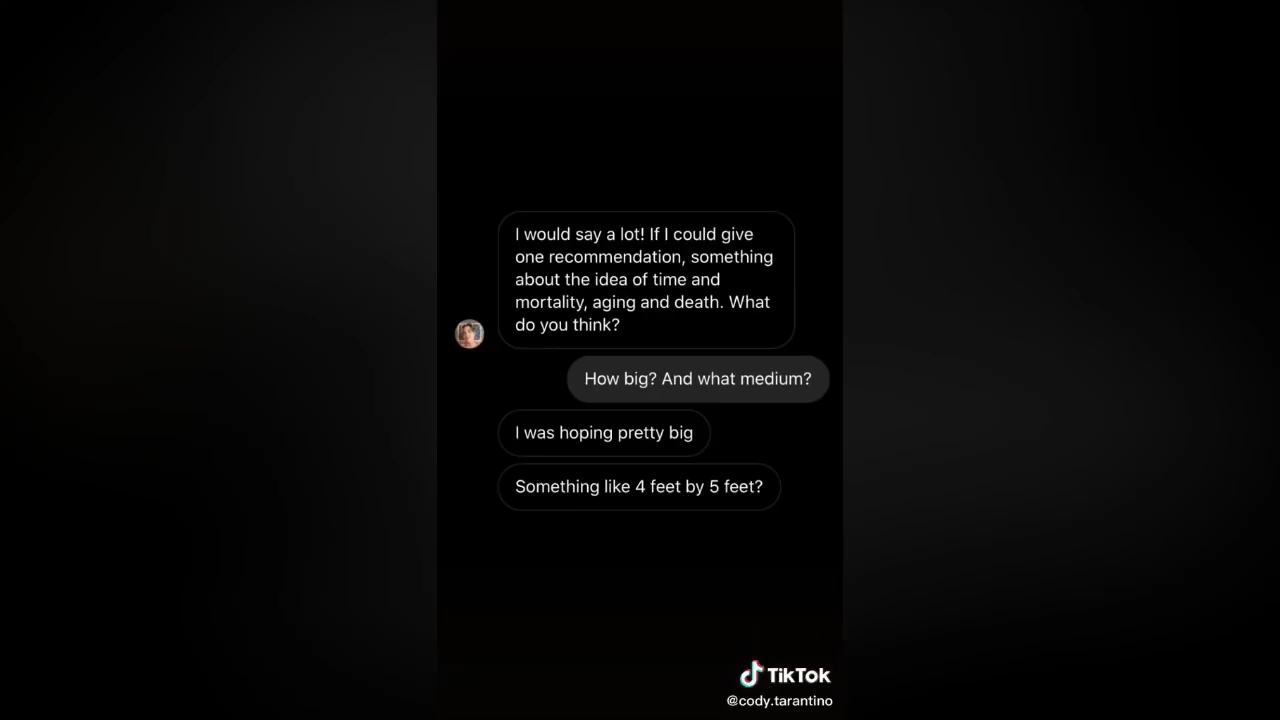 I would say a lot! If I could give
one recommendation, something
about the idea of time and
mortality, aging and death. What
do you think?
How big? And what medium?
I was hoping pretty big
Something like 4 feet by 5 feet?
TikTok
@cody.tarantino